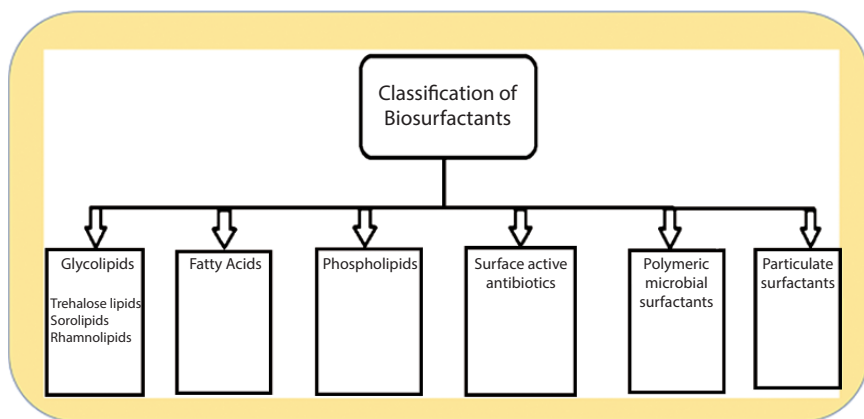 Classification of
Biosurfactants
Glycolipids
Trehalose lipids
Sorolipids
Rhamnolipids
Fatty Acids
Phospholipids
Surface active
antibiotics
Polymeric
microbial
surfactants
Particulate
surfactants